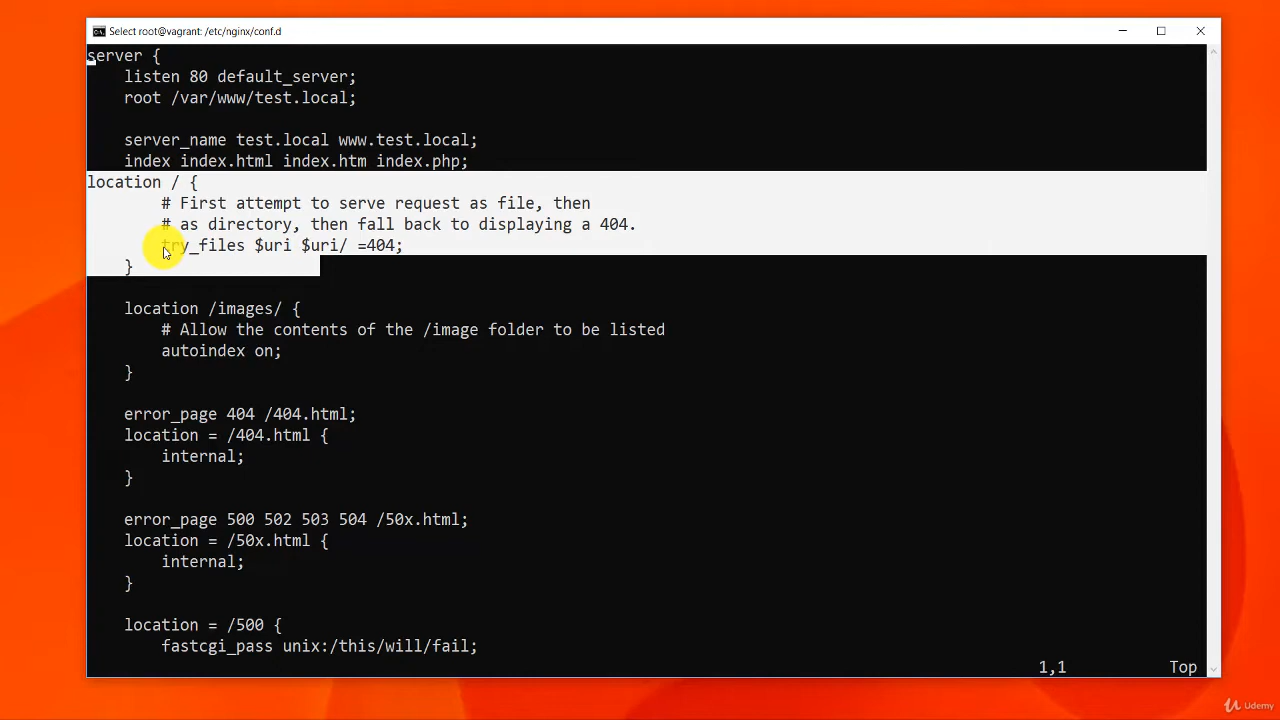 Select root@vagrant: /etc/nginx/conf.d
server {
    listen 80 default_server;
    root /var/www/test.local;

    server_name test.local www.test.local;
    index index.html index.htm index.php;
location / {
        # First attempt to serve request as file, then
        # as directory, then fall back to displaying a 404.
        try_files $uri $uri/ =404;
    }

    location /images/ {
        # Allow the contents of the /image folder to be listed
        autoindex on;
    }

    error_page 404 /404.html;
    location = /404.html {
        internal;
    }

    error_page 500 502 503 504 /50x.html;
    location = /50x.html {
        internal;
    }

    location = /500 {
        fastcgi_pass unix:/this/will/fail;
1,1 Top
Udemy